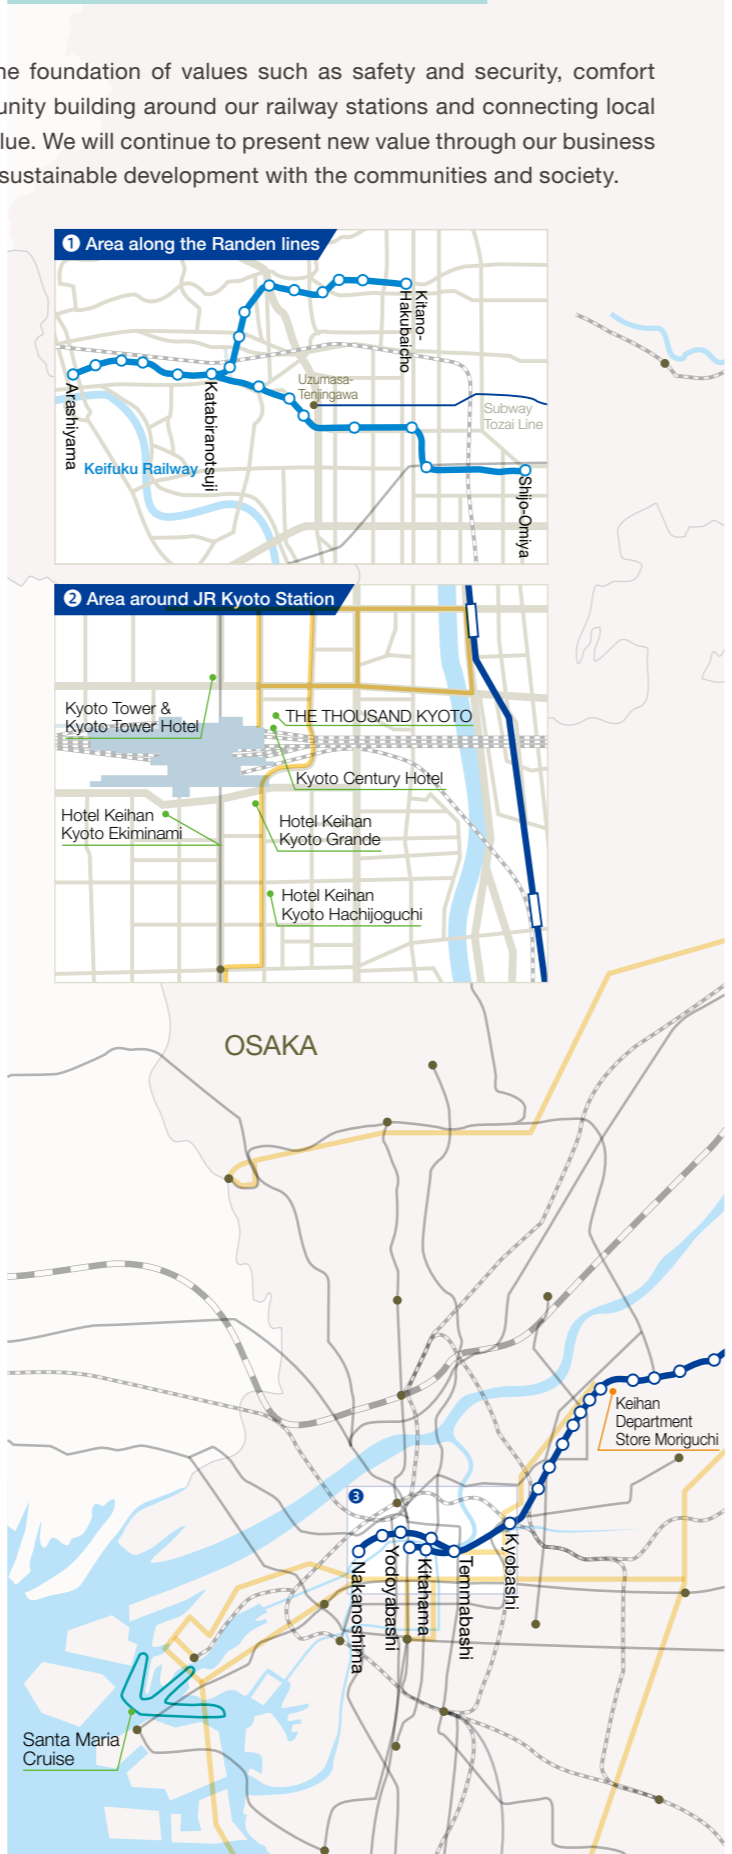 he foundation of values such as safety and security, comfort
unity building around our railway stations and connecting local
lue. We will continue to present new value through our business
sustainable development with the communities and society.
1 Area along the Randen lines
Kitano-
Hakubaicho
Arashiyama
Katabiranotsuji
Uzumasa-
Tenjingawa
Subway
Tozai Line
Keifuku Railway
Shijo-Omiya
2 Area around JR Kyoto Station
Kyoto Tower &
Kyoto Tower Hotel
THE THOUSAND KYOTO
Kyoto Century Hotel
Hotel Keihan
Kyoto Ekiminami
Hotel Keihan
Kyoto Grande
Hotel Keihan
Kyoto Hachijoguchi
OSAKA
Keihan
Department
Store Moriguchi
3
Nakanoshima
Yodoyabashi
Kitahama
Temmabashi
Kyobashi
Santa Maria
Cruise